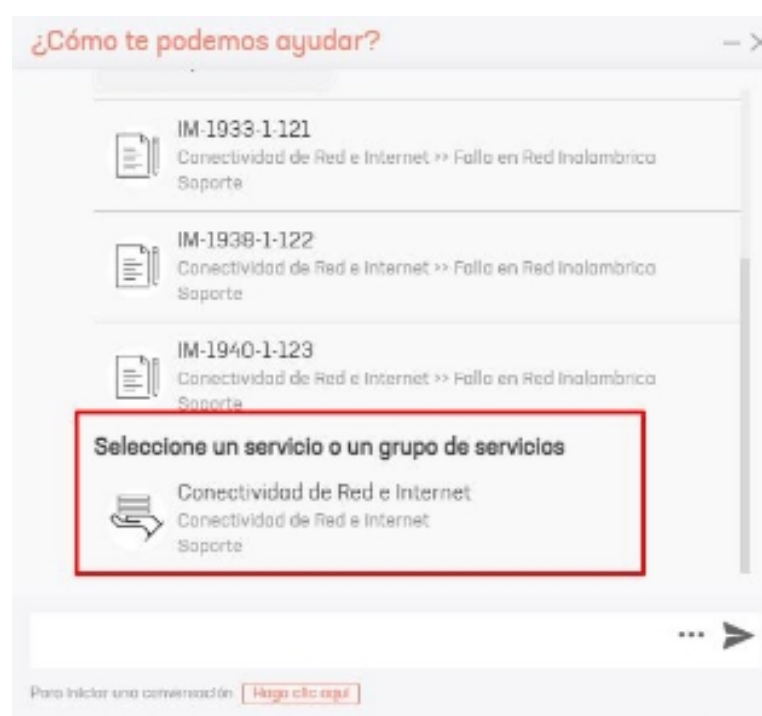 ¿Cómo te podemos ayudar?
IM-1933-1-121
Conectividad de Red e Internet >> Falla en Red Inalambrica
Soporte
IM-1938-1-122
Conectividad de Red e Internet >> Falla en Red Inalambrica
Soporte
IM-1940-1-123
Conectividad de Red e Internet >> Falla en Red Inalambrica
Soporte
Seleccione un servicio o un grupo de servicios
Conectividad de Red e Internet
Conectividad de Red e Internet
Soporte
Para iniciar una conversación Haga clic aquí